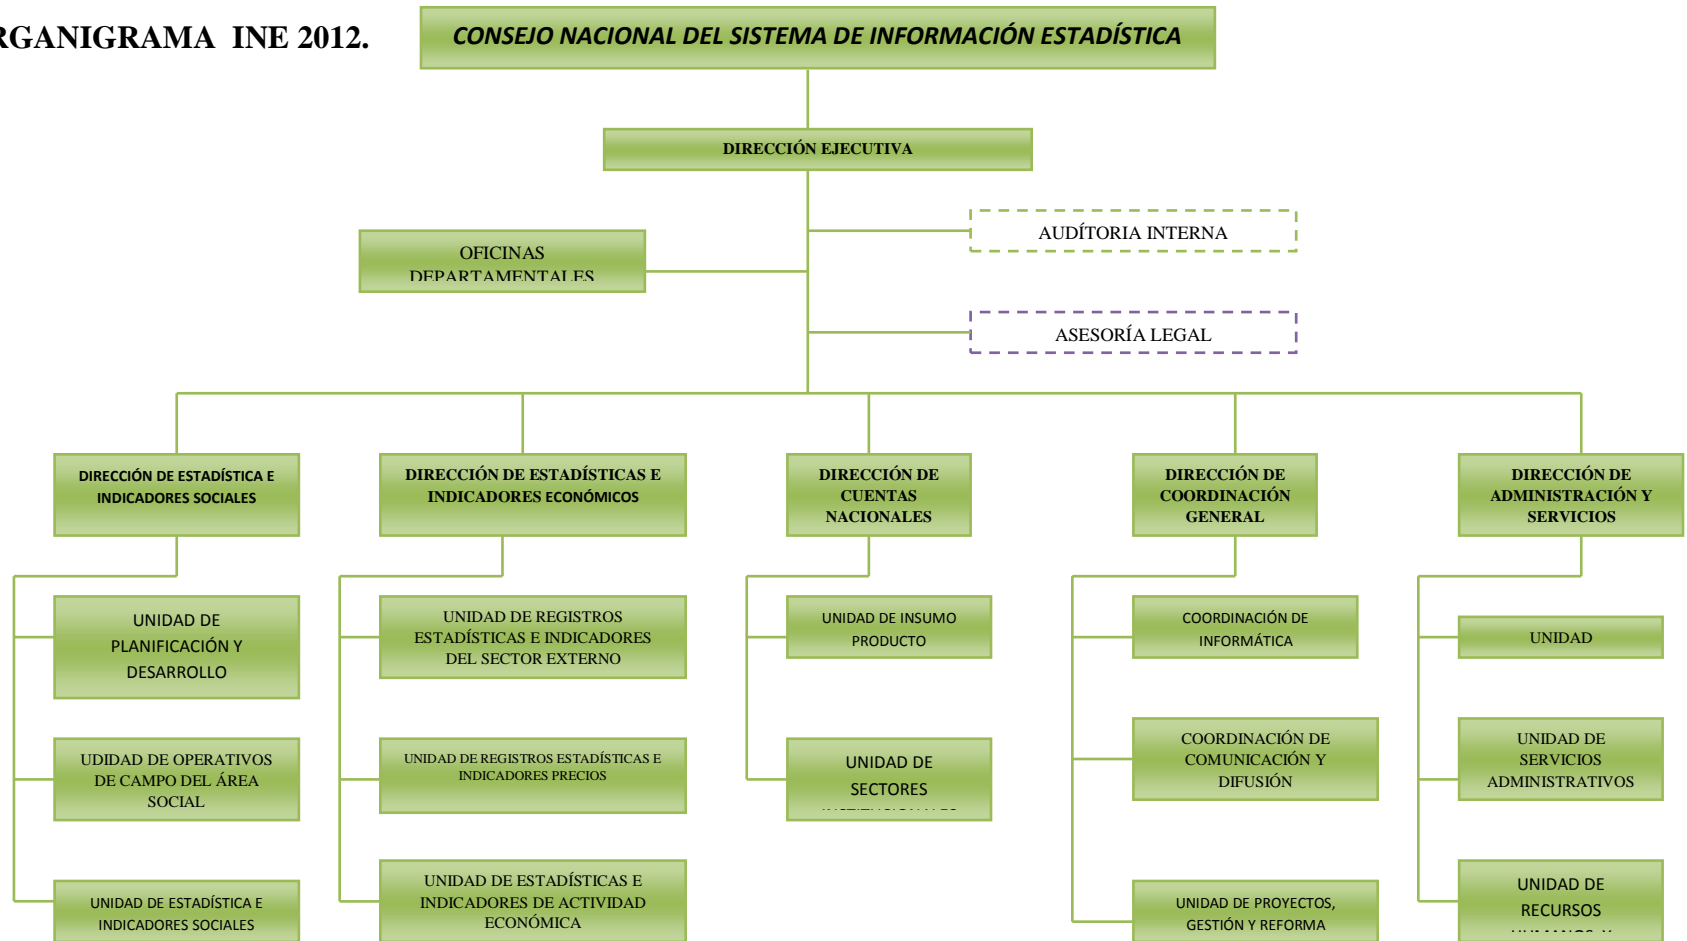 RGANIGRAMA INE 2012.
CONSEJO NACIONAL DEL SISTEMA DE INFORMACIÓN ESTADÍSTICA
DIRECCIÓN EJECUTIVA
AUDÍTORIA INTERNA
OFICINAS
DEPARTAMENTALES
ASESORÍA LEGAL
DIRECCIÓN DE ESTADÍSTICA E
INDICADORES SOCIALES
DIRECCIÓN DE ESTADÍSTICAS E
INDICADORES ECONÓMICOS
DIRECCIÓN DE
CUENTAS
NACIONALES
DIRECCIÓN DE
COORDINACIÓN
GENERAL
DIRECCIÓN DE
ADMINISTRACIÓN Y
SERVICIOS
UNIDAD DE
PLANIFICACIÓN Y
DESARROLLO
UDIDAD DE OPERATIVOS
DE CAMPO DEL ÁREA
SOCIAL
UNIDAD DE ESTADÍSTICA E
INDICADORES SOCIALES
UNIDAD DE REGISTROS
ESTADÍSTICAS E INDICADORES
DEL SECTOR EXTERNO
UNIDAD DE REGISTROS ESTADÍSTICAS E
INDICADORES PRECIOS
UNIDAD DE ESTADÍSTICAS E
INDICADORES DE ACTIVIDAD
ECONÓMICA
UNIDAD DE INSUMO
PRODUCTO
UNIDAD DE
SECTORES
COORDINACIÓN DE
INFORMÁTICA
COORDINACIÓN DE
COMUNICACIÓN Y
DIFUSIÓN
UNIDAD DE PROYECTOS,
GESTIÓN Y REFORMA
UNIDAD
UNIDAD DE
SERVICIOS
ADMINISTRATIVOS
UNIDAD DE
RECURSOS